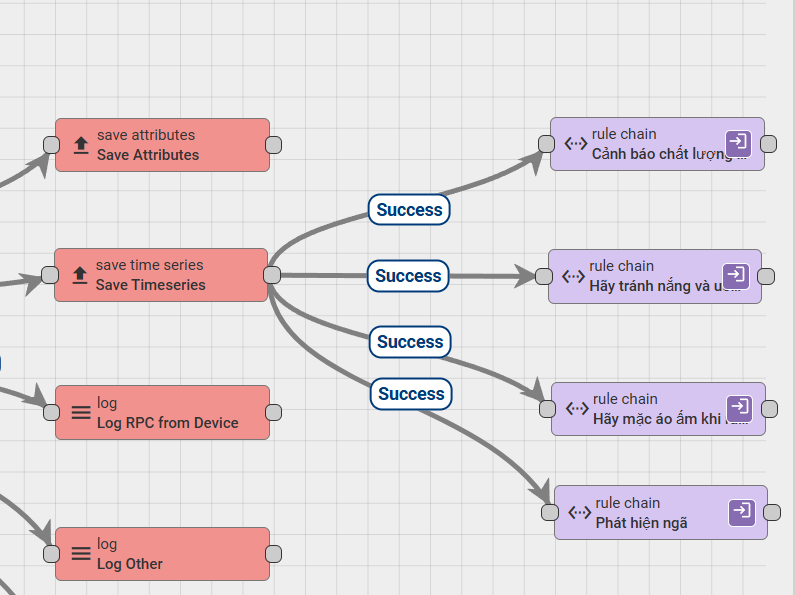 save attributes
Save Attributes
rule chain
Cảnh báo chất lượng ...
Success
save time series
Save Timeseries
Success
rule chain
Hãy tránh nắng và
Success
rule chain
Hãy mặc áo ấm khi
log
Log RPC from Device
Success
rule chain
Phát hiện ngã
log
Log Other